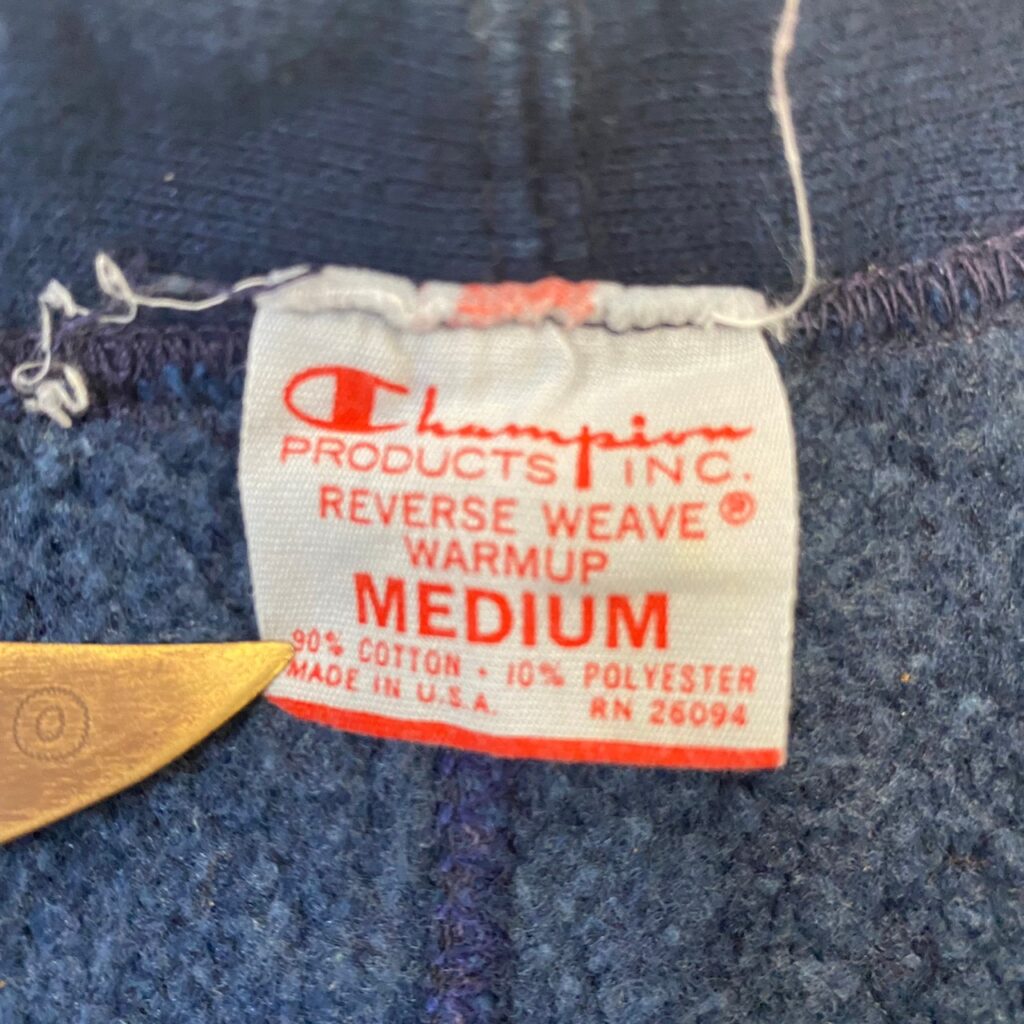 Champion
PRODUCTS INC.
REVERSE WEAVE®
WARMUP
MEDIUM
90% COTTON · 10% POLYESTER
MADE IN U.S.A.
RN 26094